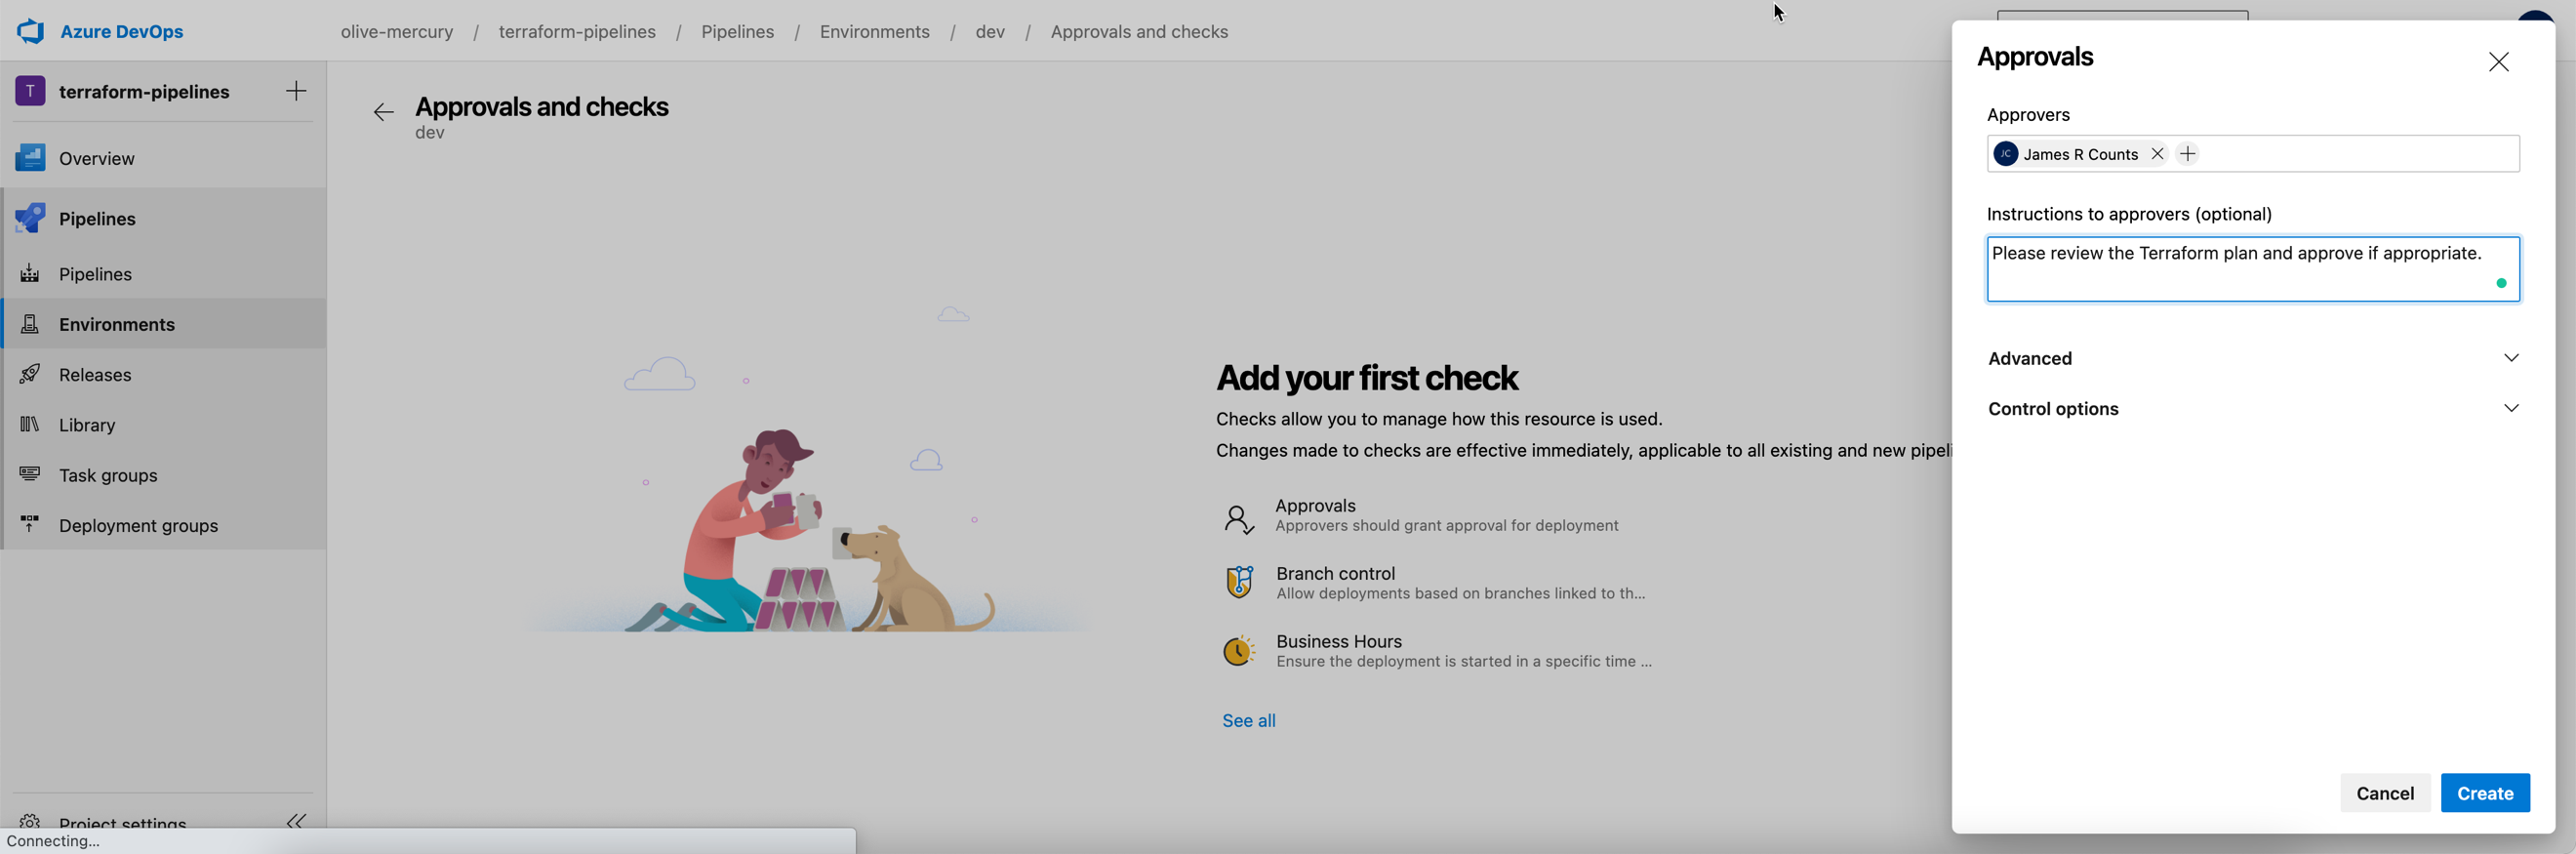 Azure DevOps
olive-mercury / terraform-pipelines / Pipelines / Environments / dev / Approvals and checks
T terraform-pipelines
Overview
Pipelines
Pipelines
Environments
Releases
Library
Task groups
Deployment groups
Project settings
Connecting...
Approvals and checks
dev
Add your first check
Checks allow you to manage how this resource is used.
Changes made to checks are effective immediately, applicable to all existing and new pipeli
Approvals
Approvers should grant approval for deployment
Branch control
Allow deployments based on branches linked to th...
Business Hours
Ensure the deployment is started in a specific time ...
See all
Approvals
Approvers
JC James R Counts
Instructions to approvers (optional)
Please review the Terraform plan and approve if appropriate.
Advanced
Control options
Cancel
Create